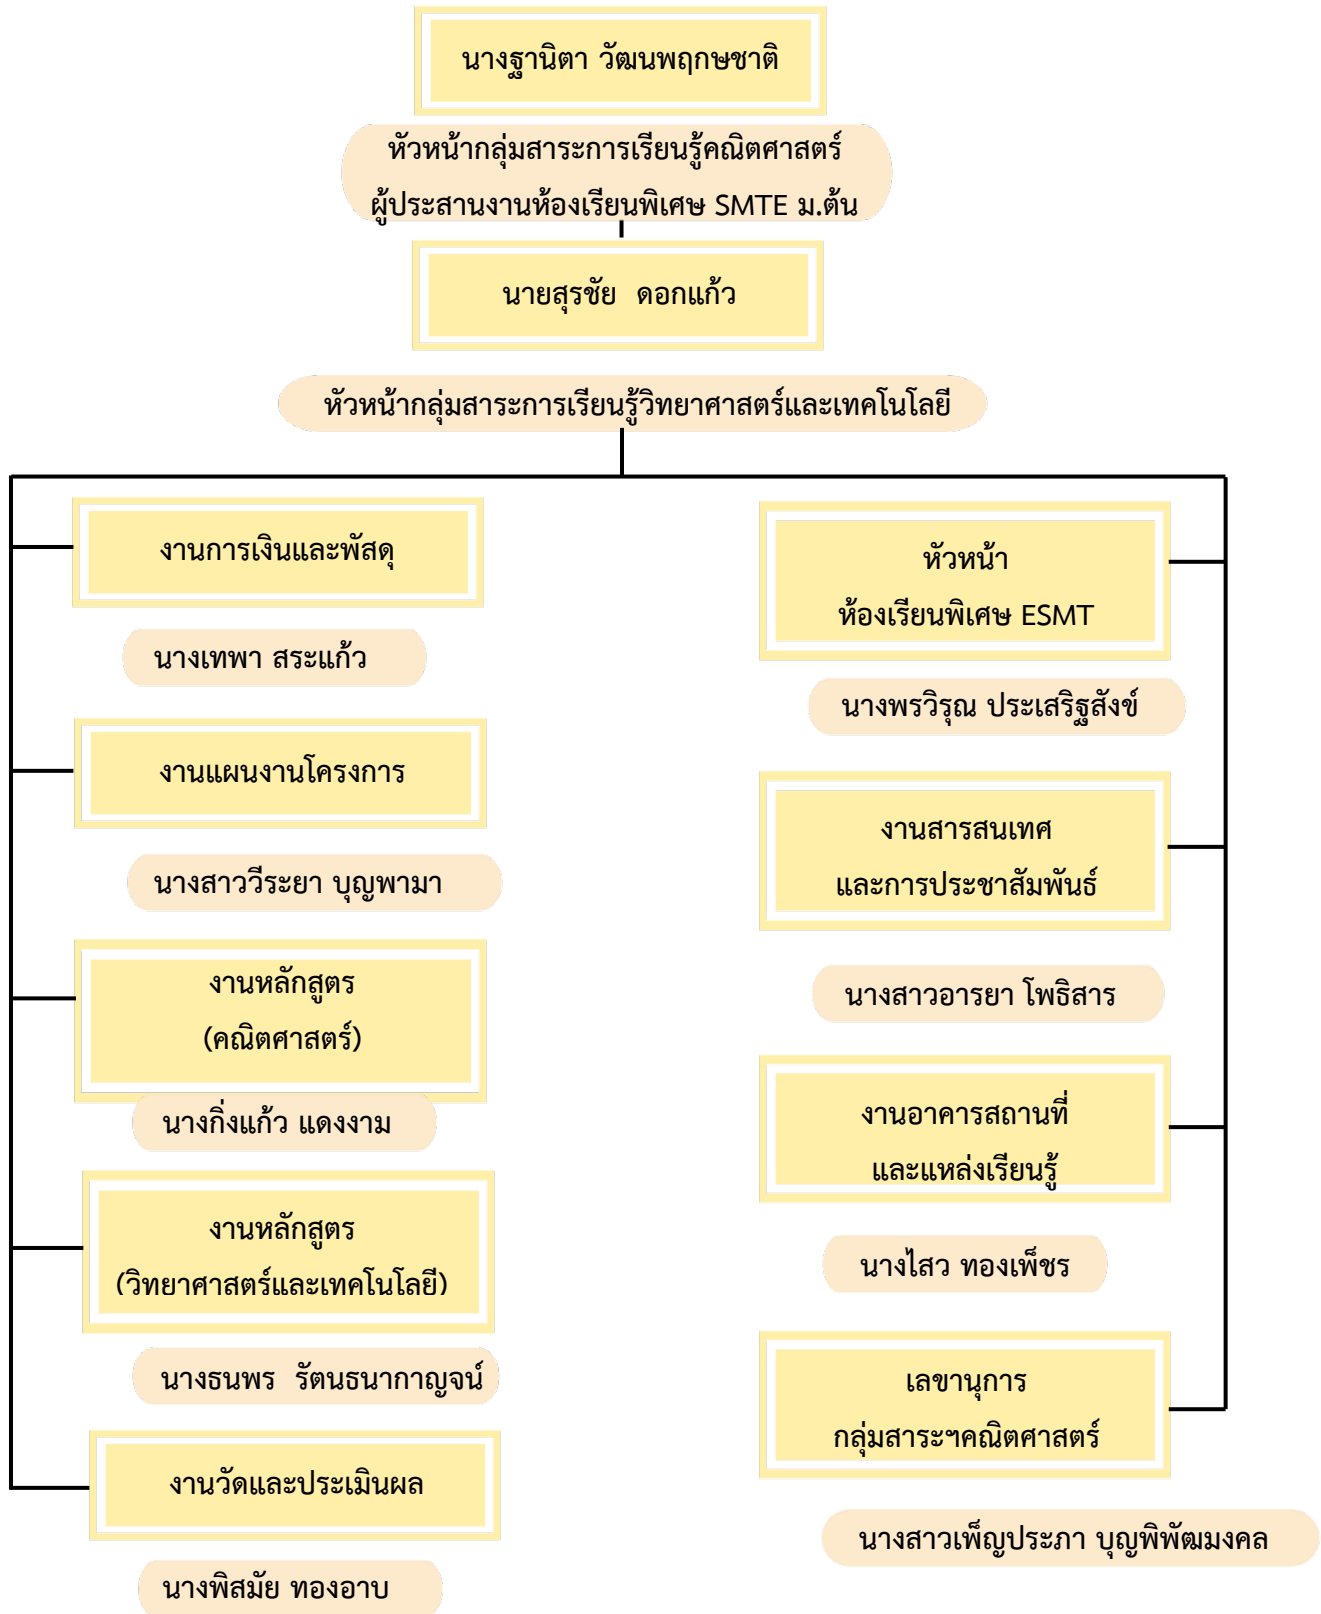 นางฐานิตา วัฒนพฤกษชาติ
หัวหน้ากลุ่มสาระการเรียนรู้คณิตศาสตร์
ผู้ประสานงานห้องเรียนพิเศษ SMTE ม.ต้น
นายสุรชัย ดอกแก้ว
หัวหน้ากลุ่มสาระการเรียนรู้วิทยาศาสตร์และเทคโนโลยี
งานการเงินและพัสดุ
นางเทพา สระแก้ว
งานแผนงานโครงการ
นางสาววีระยา บุญพามา
งานหลักสูตร
(คณิตศาสตร์)
นางกิ่งแก้ว แดงงาม
งานหลักสูตร
(วิทยาศาสตร์และเทคโนโลยี)
นางธนพร รัตนธนากาญจน์
งานวัดและประเมินผล
นางพิสมัย ทองอาบ
หัวหน้า
ห้องเรียนพิเศษ ESMT
นางพรวิรุณ ประเสริฐสังข์
งานสารสนเทศ
และการประชาสัมพันธ์
นางสาวอารยา โพธิสาร
งานอาคารสถานที่
และแหล่งเรียนรู้
นางไสว ทองเพ็ชร
เลขานุการ
กลุ่มสาระฯคณิตศาสตร์
นางสาวเพ็ญประภา บุญพิพัฒมงคล